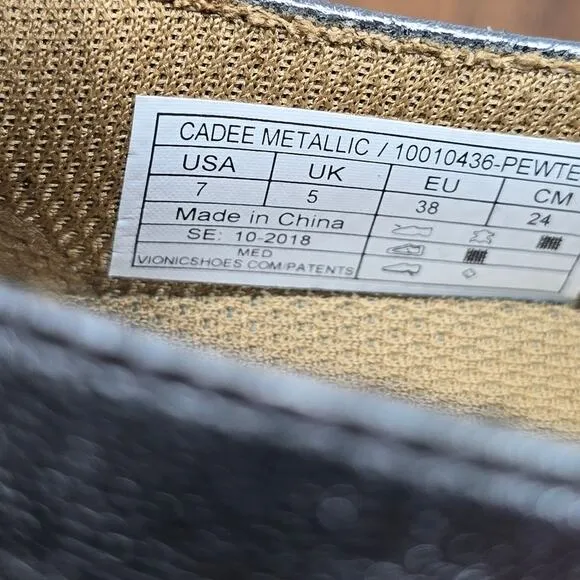 CADEE METALLIC / 10010436-PEWTE
USA UK EU CM
7 5 38 24
Made in China
SE: 10-2018
MED
VIONICSHOES.COM/PATENTS